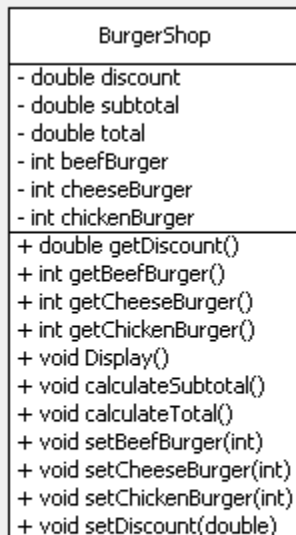 BurgerShop
- double discount
- double subtotal
- double total
- int beefBurger
- int cheeseBurger
- int chickenBurger
+ double getDiscount()
+ int getBeefBurger()
+ int getCheeseBurger()
+ int getChickenBurger()
+ void Display()
+ void calculateSubtotal()
+ void calculateTotal()
+ void setBeefBurger(int)
+ void setCheeseBurger(int)
+ void setChickenBurger(int)
+ void setDiscount(double)